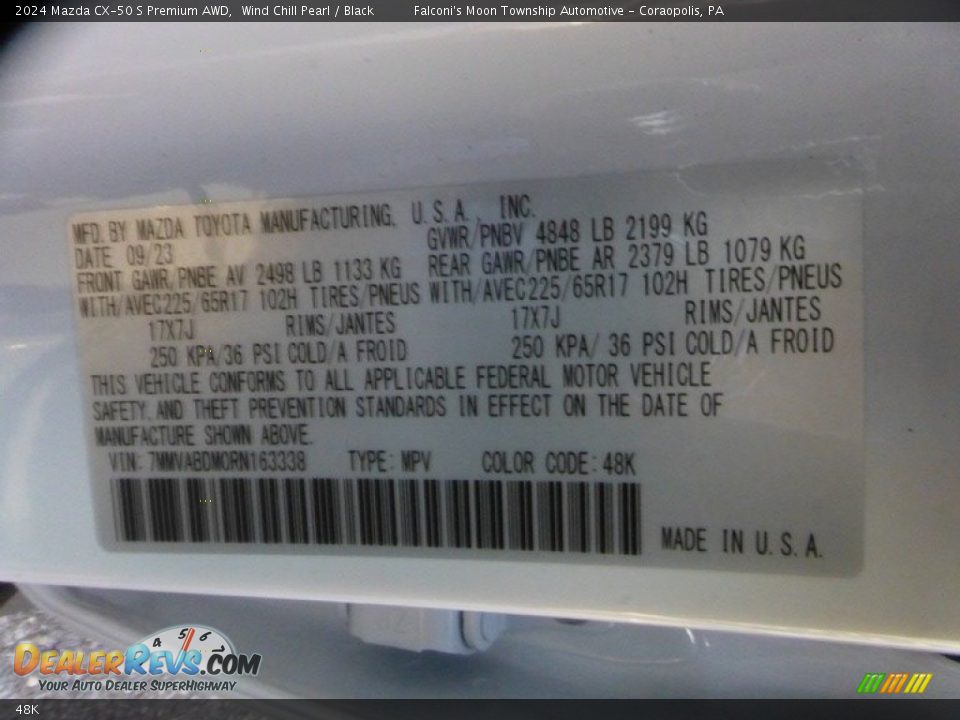 2024 Mazda CX-50 S Premium AWD,  Wind Chill Pearl / Black        Falconi's Moon Township Automotive - Coraopolis, PA
MFD. BY MAZDA TOYOTA MANUFACTURING, U.S.A., INC.
DATE 09/23 GVWR/PNBV 4848 LB 2199 KG
FRONT GAWR/PNBE AV 2498 LB 1133 KG REAR GAWR/PNBE AR 2379 LB 1079 KG
WITH/AVEC225/65R17 102H TIRES/PNEUS WITH/AVEC225/65R17 102H TIRES/PNEUS
17X7J RIMS/JANTES 17X7J RIMS/JANTES
250 KPA/36 PSI COLD/A FROID 250 KPA/ 36 PSI COLD/A FROID
THIS VEHICLE CONFORMS TO ALL APPLICABLE FEDERAL MOTOR VEHICLE
SAFETY, AND THEFT PREVENTION STANDARDS IN EFFECT ON THE DATE OF
MANUFACTURE SHOWN ABOVE.
VIN: 7MMVABDM0RN163338 TYPE: MPV COLOR CODE: 48K
MADE IN U.S.A.
4 5 6
DEALERREVS.COM
YOUR AUTO DEALER SUPERHIGHWAY
48K